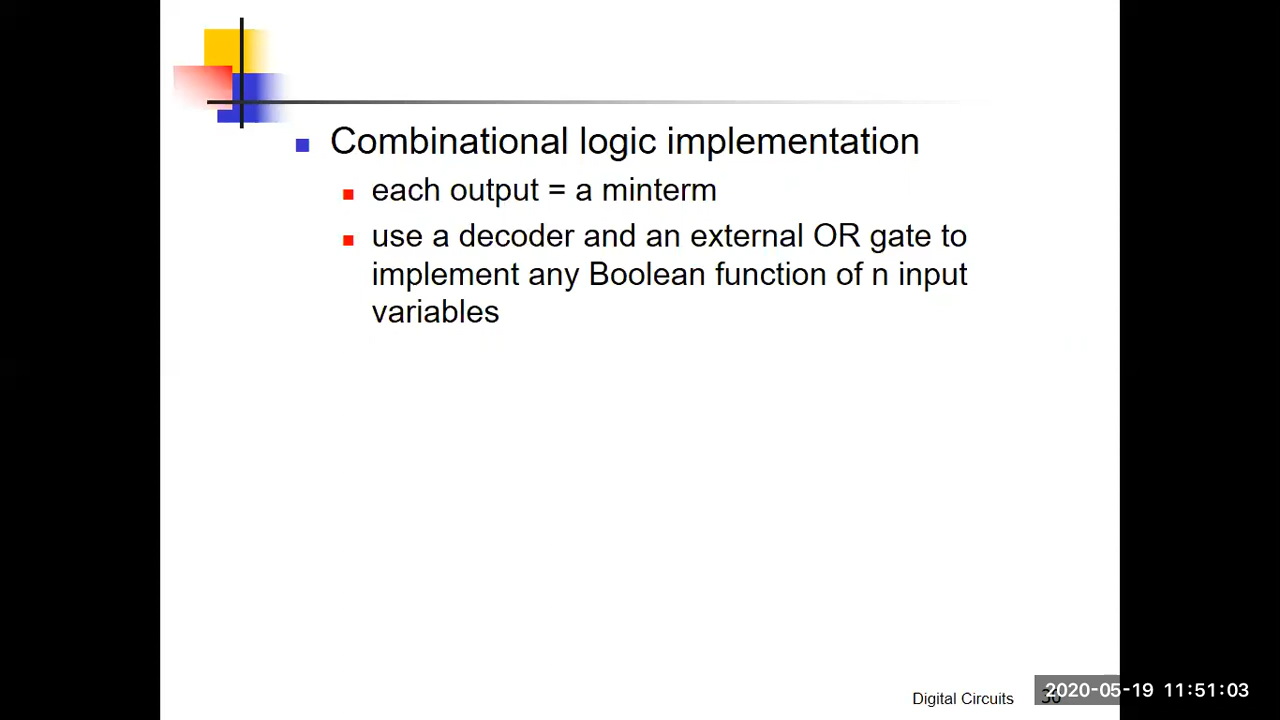 Combinational logic implementation
each output = a minterm
use a decoder and an external OR gate to
implement any Boolean function of n input
variables
Digital Circuits
2020-05-19 11:51:03